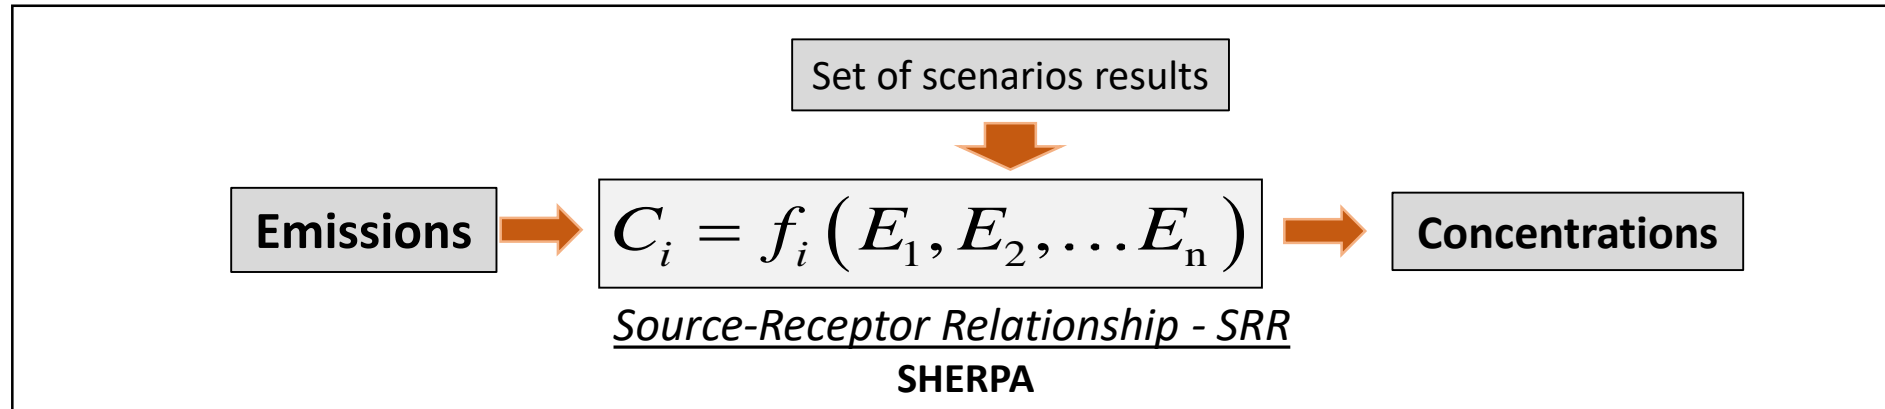 Set of scenarios results
Emissions
C_i = f_i (E_1, E_2, ... E_n)
Concentrations
Source-Receptor Relationship - SRR
SHERPA